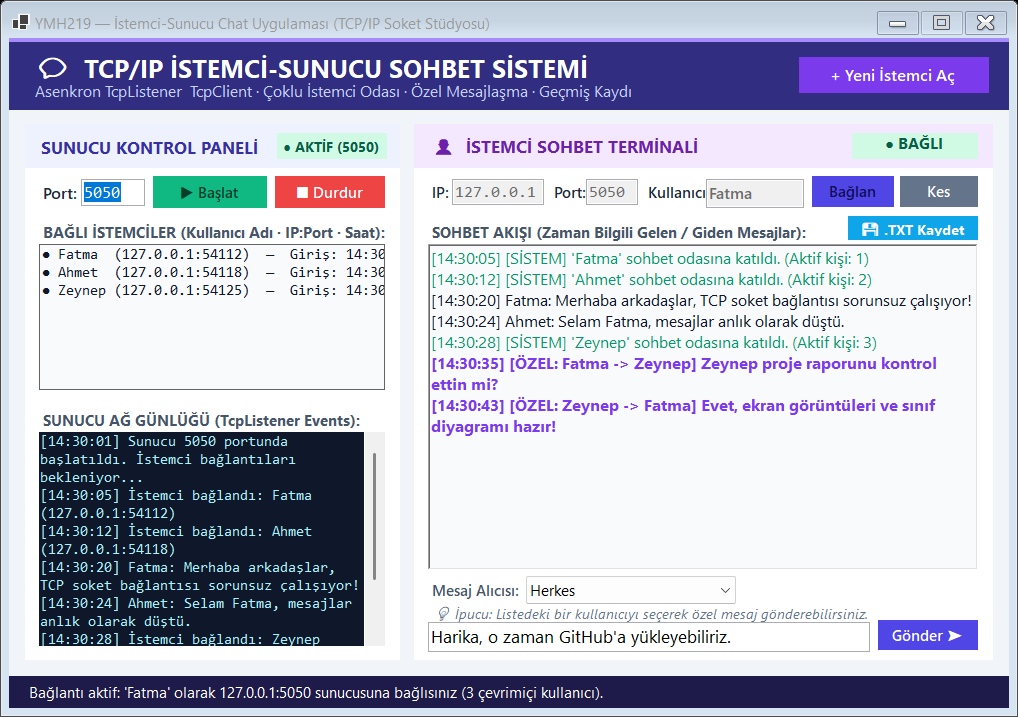 YMH219 — İstemci-Sunucu Chat Uygulaması (TCP/IP Soket Stüdyosu)
TCP/IP İSTEMCİ-SUNUCU SOHBET SİSTEMİ
Asenkron TcpListener TcpClient · Çoklu İstemci Odası · Özel Mesajlaşma · Geçmiş Kaydı
+ Yeni İstemci Aç
SUNUCU KONTROL PANELİ
● AKTİF (5050)
Port: 5050
▶ Başlat
■ Durdur
BAĞLI İSTEMCİLER (Kullanıcı Adı · IP:Port · Saat):
● Fatma (127.0.0.1:54112) — Giriş: 14:30
● Ahmet (127.0.0.1:54118) — Giriş: 14:30
● Zeynep (127.0.0.1:54125) — Giriş: 14:30
SUNUCU AĞ GÜNLÜĞÜ (TcpListener Events):
[14:30:01] Sunucu 5050 portunda
başlatıldı. İstemci bağlantıları
bekleniyor...
[14:30:05] İstemci bağlandı: Fatma
(127.0.0.1:54112)
[14:30:12] İstemci bağlandı: Ahmet
(127.0.0.1:54118)
[14:30:20] Fatma: Merhaba arkadaşlar,
TCP soket bağlantısı sorunsuz çalışıyor!
[14:30:24] Ahmet: Selam Fatma, mesajlar
anlık olarak düştü.
[14:30:28] İstemci bağlandı: Zeynep
İSTEMCİ SOHBET TERMİNALİ
● BAĞLI
IP: 127.0.0.1 Port: 5050 Kullanıcı Fatma
Bağlan
Kes
SOHBET AKIŞI (Zaman Bilgili Gelen / Giden Mesajlar):
.TXT Kaydet
[14:30:05] [SİSTEM] 'Fatma' sohbet odasına katıldı. (Aktif kişi: 1)
[14:30:12] [SİSTEM] 'Ahmet' sohbet odasına katıldı. (Aktif kişi: 2)
[14:30:20] Fatma: Merhaba arkadaşlar, TCP soket bağlantısı sorunsuz çalışıyor!
[14:30:24] Ahmet: Selam Fatma, mesajlar anlık olarak düştü.
[14:30:28] [SİSTEM] 'Zeynep' sohbet odasına katıldı. (Aktif kişi: 3)
[14:30:35] [ÖZEL: Fatma -> Zeynep] Zeynep proje raporunu kontrol
ettin mi?
[14:30:43] [ÖZEL: Zeynep -> Fatma] Evet, ekran görüntüleri ve sınıf
diyagramı hazır!
Mesaj Alıcısı: Herkes
İpucu: Listedeki bir kullanıcıyı seçerek özel mesaj gönderebilirsiniz.
Harika, o zaman GitHub'a yükleyebiliriz.
Gönder ➤
Bağlantı aktif: 'Fatma' olarak 127.0.0.1:5050 sunucusuna bağlısınız (3 çevrimiçi kullanıcı).